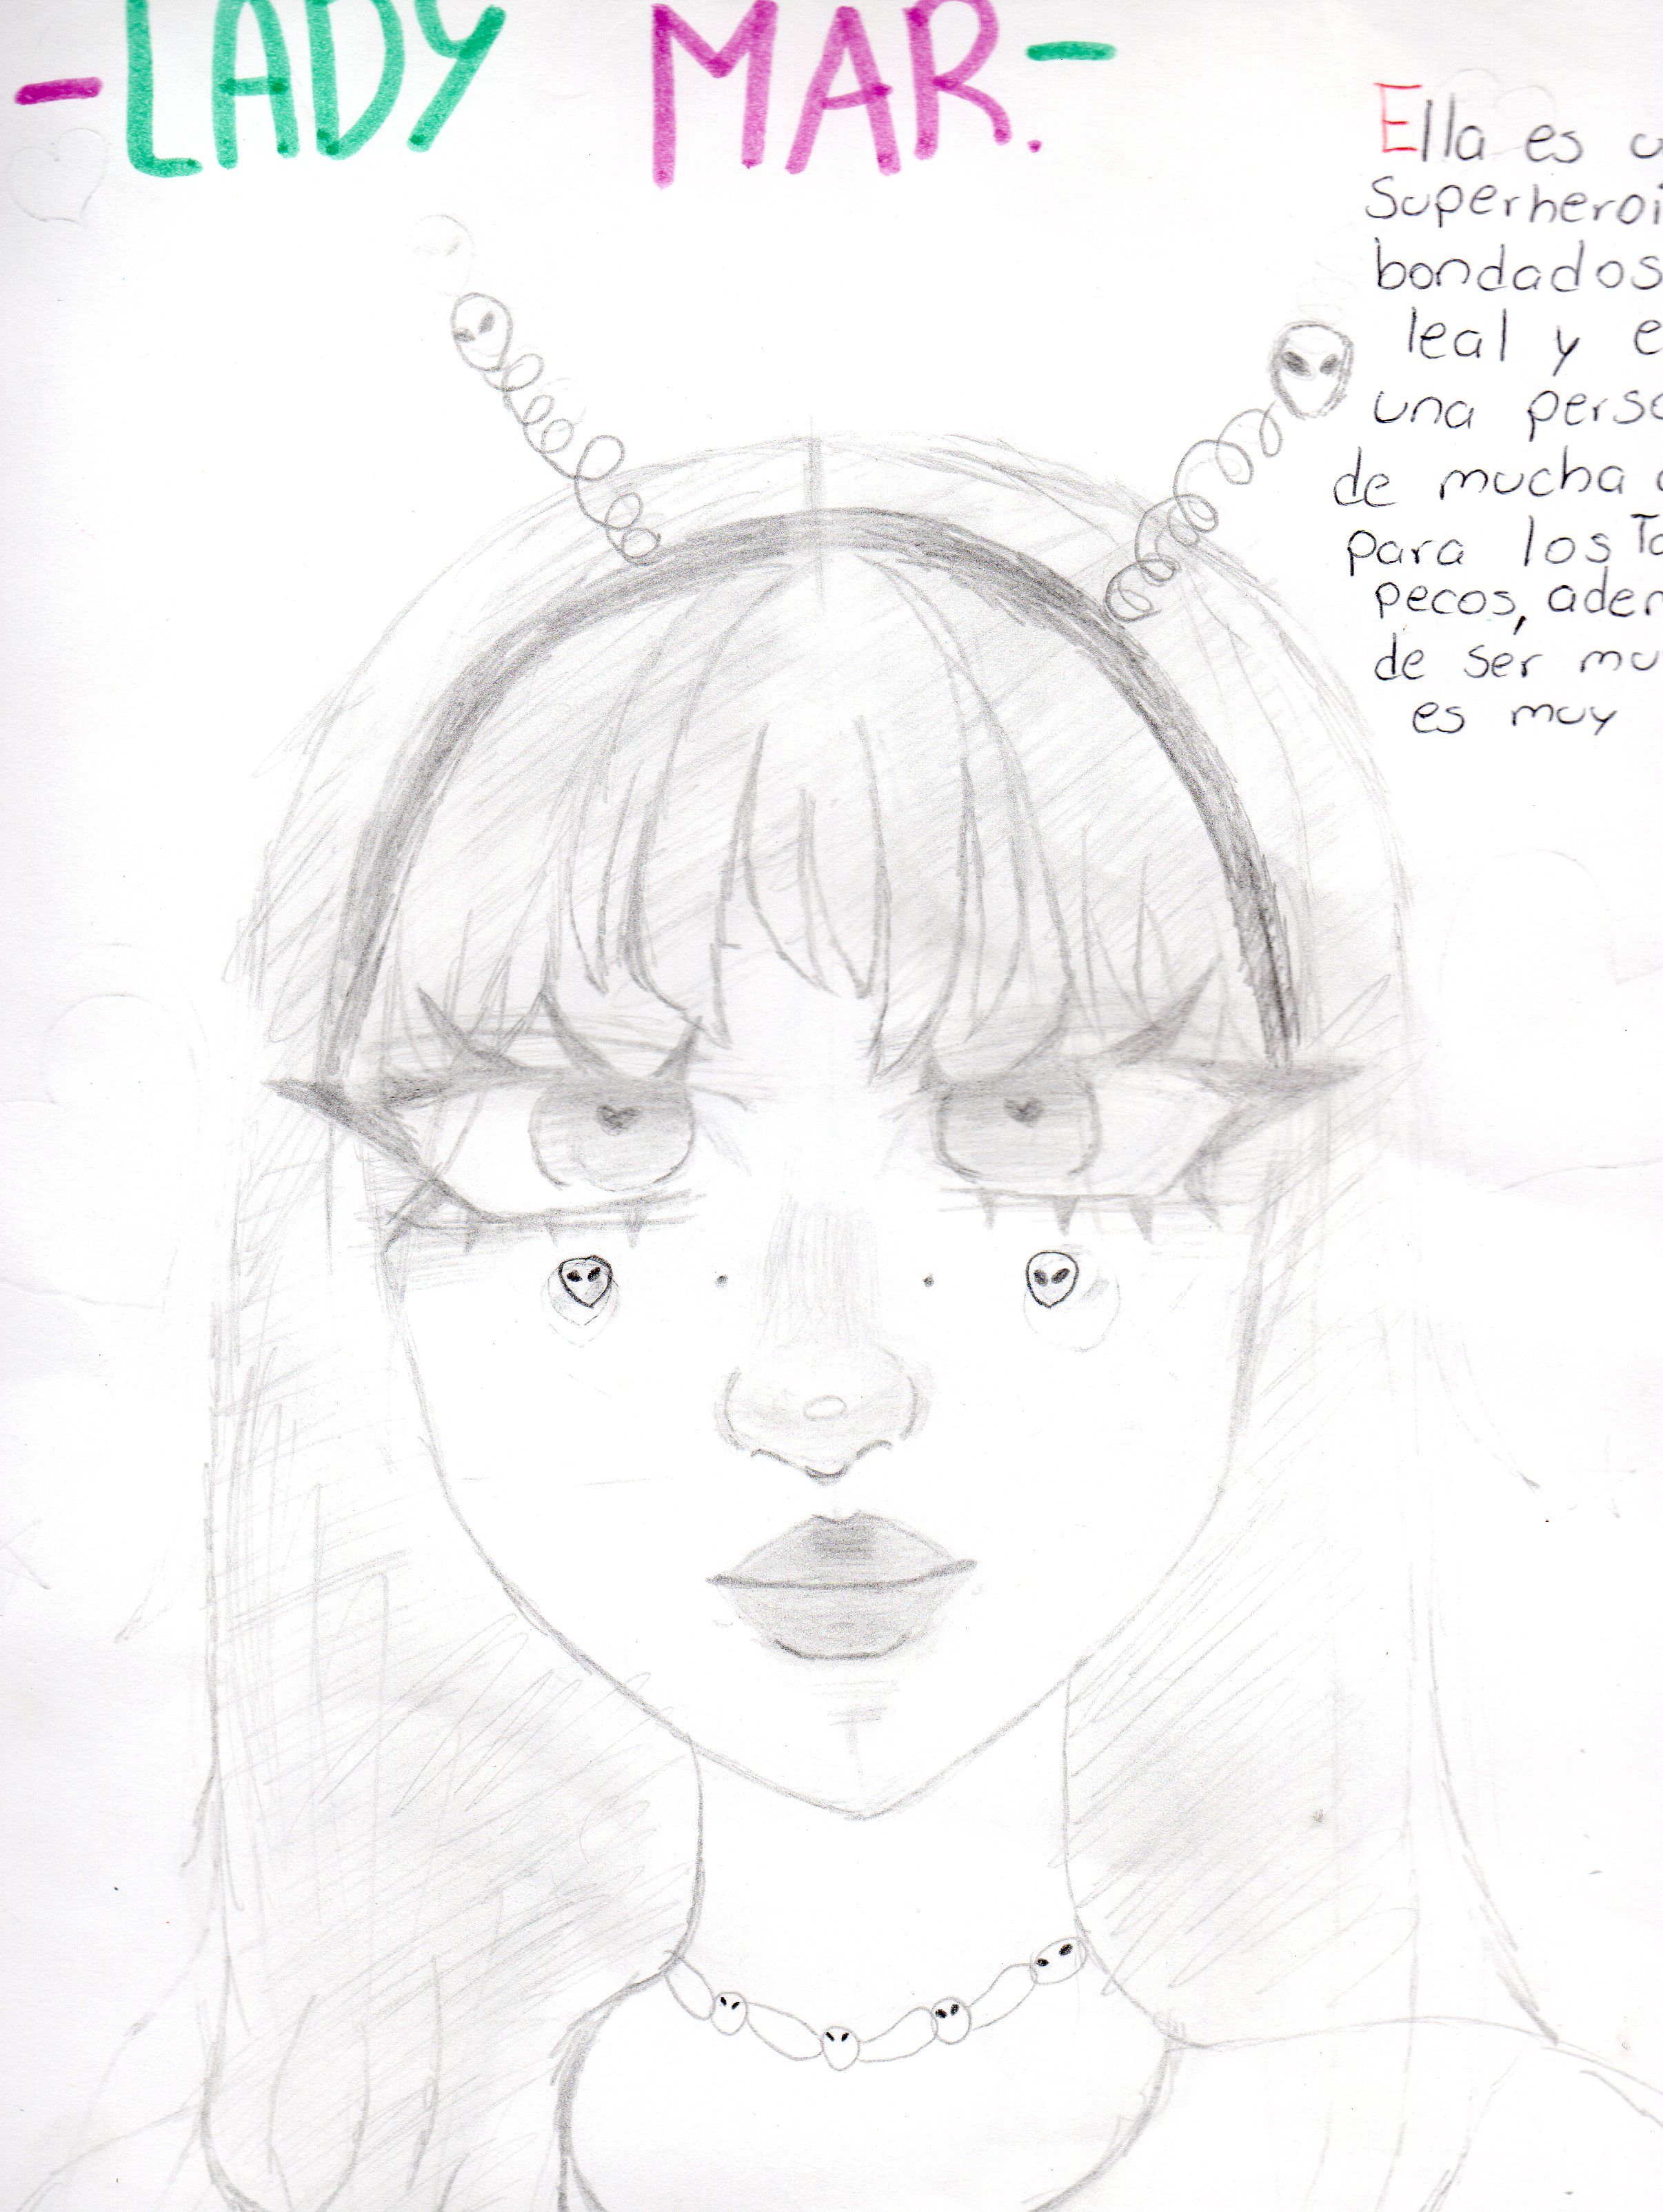 -LADY MAR.-
Ella es
Superheroi
bondados
leal y e
una perso
de mucha
para los Ta
pecos, adem
de ser mu
es muy